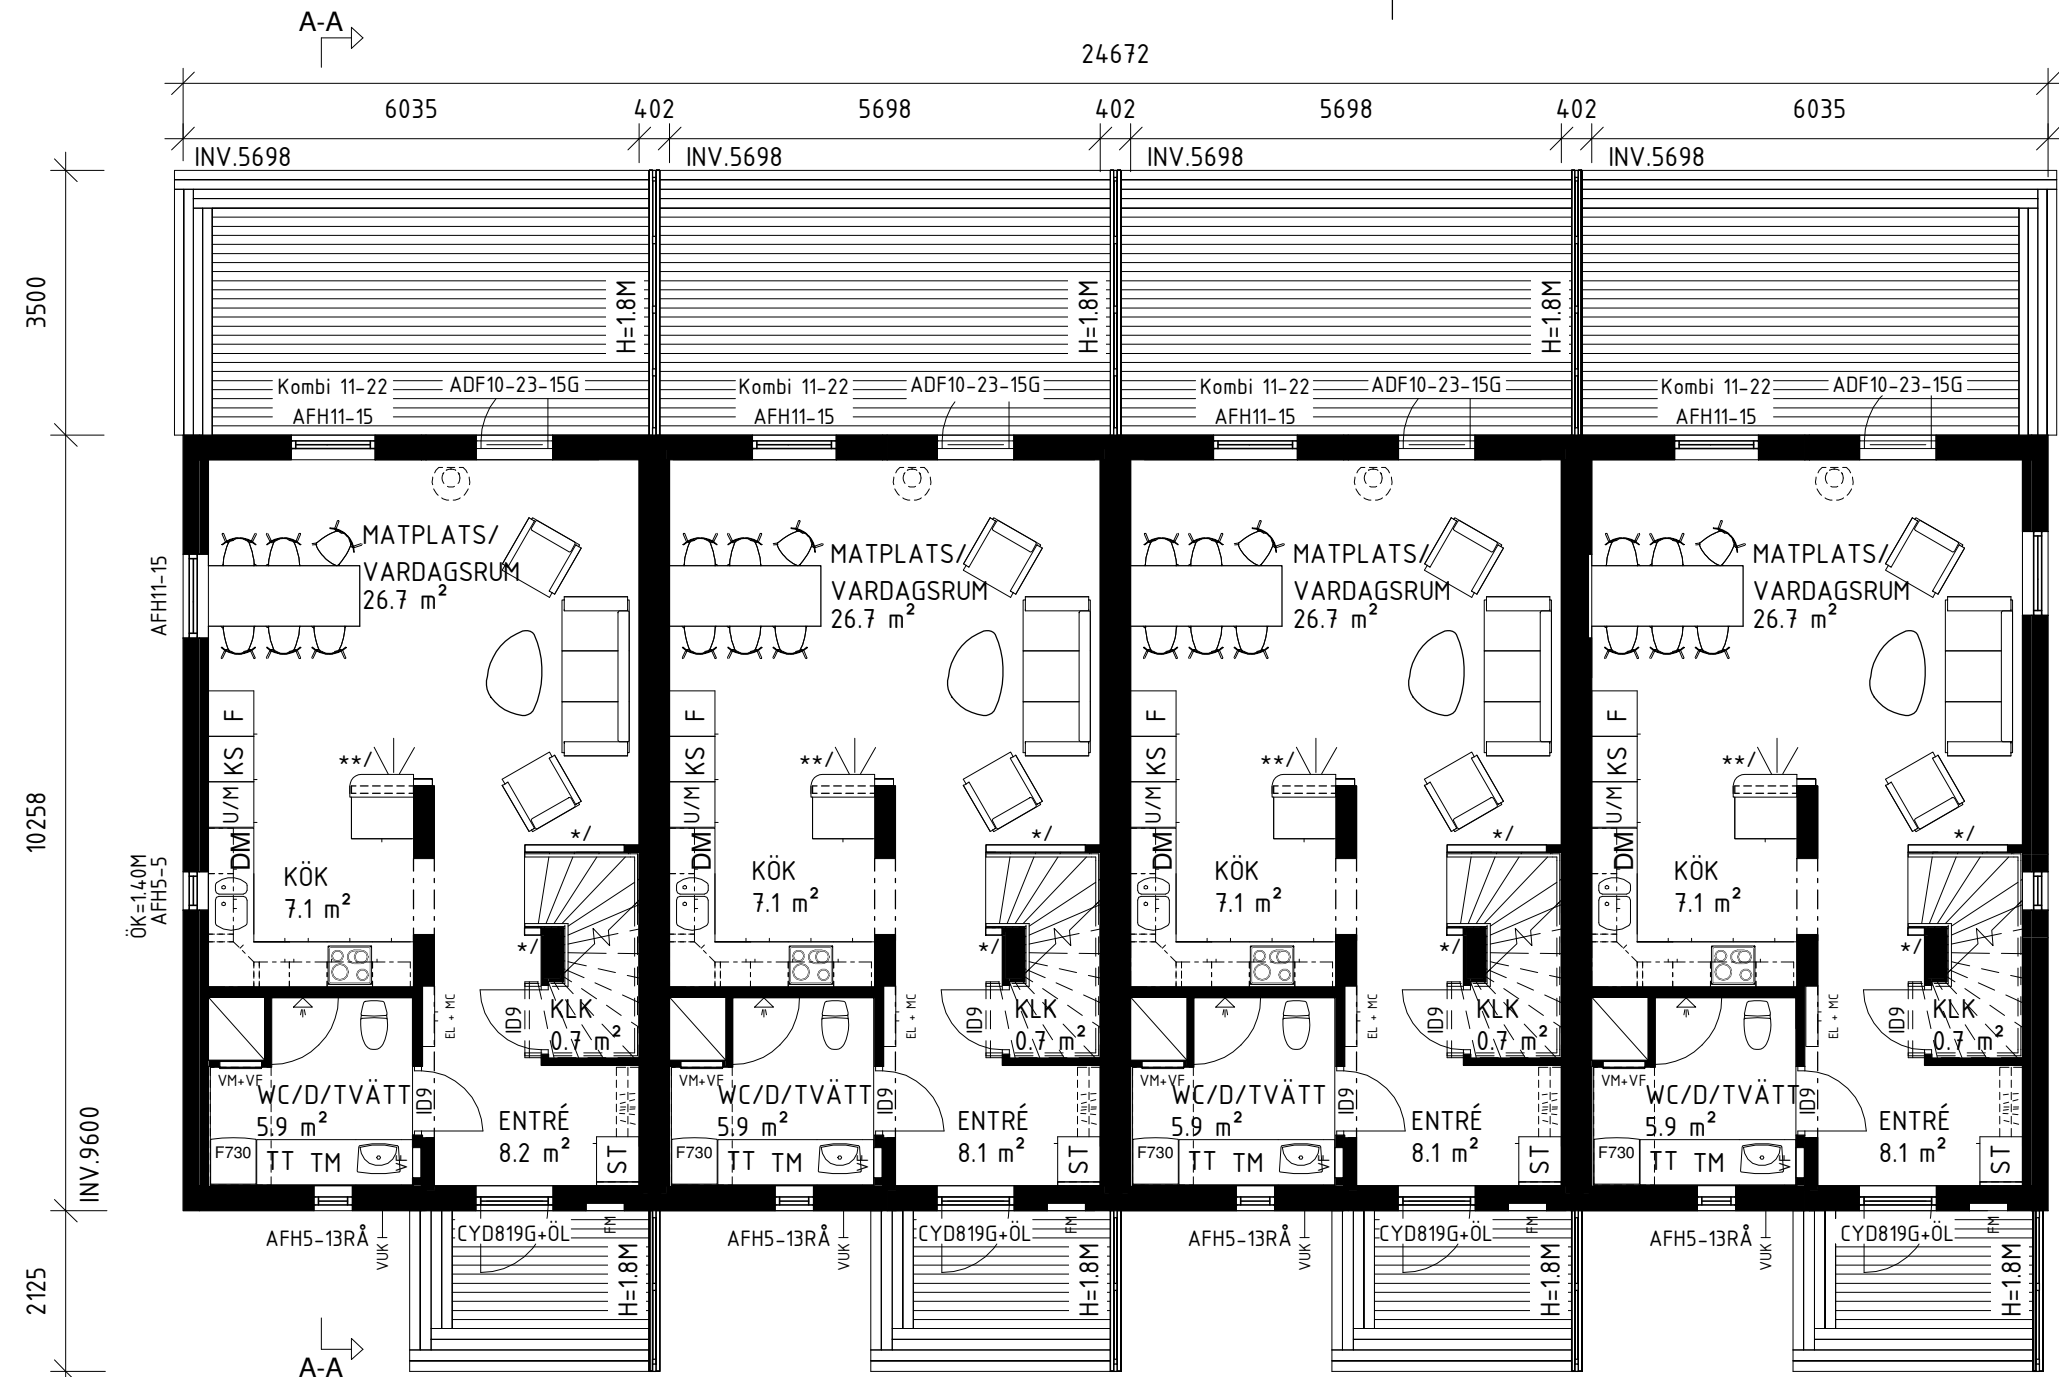 A-A
24672
6035
402
5698
402
5698
402
6035
INV.5698
INV.5698
INV.5698
INV.5698
3500
H=1.8M
H=1.8M
H=1.8M
Kombi 11-22
AFH11-15
ADF10-23-15G
Kombi 11-22
AFH11-15
ADF10-23-15G
Kombi 11-22
AFH11-15
ADF10-23-15G
Kombi 11-22
AFH11-15
ADF10-23-15G
10258
INV.9600
AFH11-15
ÖK=1.40M
AFH5-5
MATPLATS/
VARDAGSRUM
26.7 m²
F
KS
U/M
DM
**/
*/
KÖK
7.1 m²
*/
EL + MC
ID9
KLK
0.7 m²
VM+VF
WC/D/TVÄTT
5.9 m²
ID9
ENTRÉ
8.2 m²
F730
TT
TM
VF
ST
MATPLATS/
VARDAGSRUM
26.7 m²
F
KS
U/M
DM
**/
*/
KÖK
7.1 m²
*/
EL + MC
ID9
KLK
0.7 m²
VM+VF
WC/D/TVÄTT
5.9 m²
ID9
ENTRÉ
8.1 m²
F730
TT
TM
VF
ST
MATPLATS/
VARDAGSRUM
26.7 m²
F
KS
U/M
DM
**/
*/
KÖK
7.1 m²
*/
EL + MC
ID9
KLK
0.7 m²
VM+VF
WC/D/TVÄTT
5.9 m²
ID9
ENTRÉ
8.1 m²
F730
TT
TM
VF
ST
MATPLATS/
VARDAGSRUM
26.7 m²
F
KS
U/M
DM
**/
*/
KÖK
7.1 m²
*/
EL + MC
ID9
KLK
0.7 m²
VM+VF
WC/D/TVÄTT
5.9 m²
ID9
ENTRÉ
8.1 m²
F730
TT
TM
VF
ST
2125
AFH5-13RÅ
VUK
CYD819G+ÖL
FM
H=1.8M
AFH5-13RÅ
VUK
CYD819G+ÖL
FM
H=1.8M
AFH5-13RÅ
VUK
CYD819G+ÖL
FM
H=1.8M
AFH5-13RÅ
VUK
CYD819G+ÖL
FM
H=1.8M
A-A